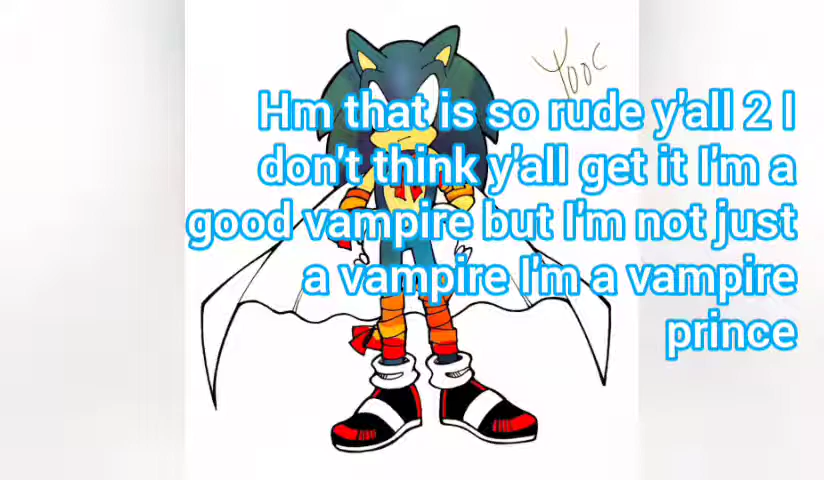 Yooc
Hm that is so rude y'all 2 I
don't think y'all get it I'm a
good vampire but I'm not just
a vampire I'm a vampire
prince